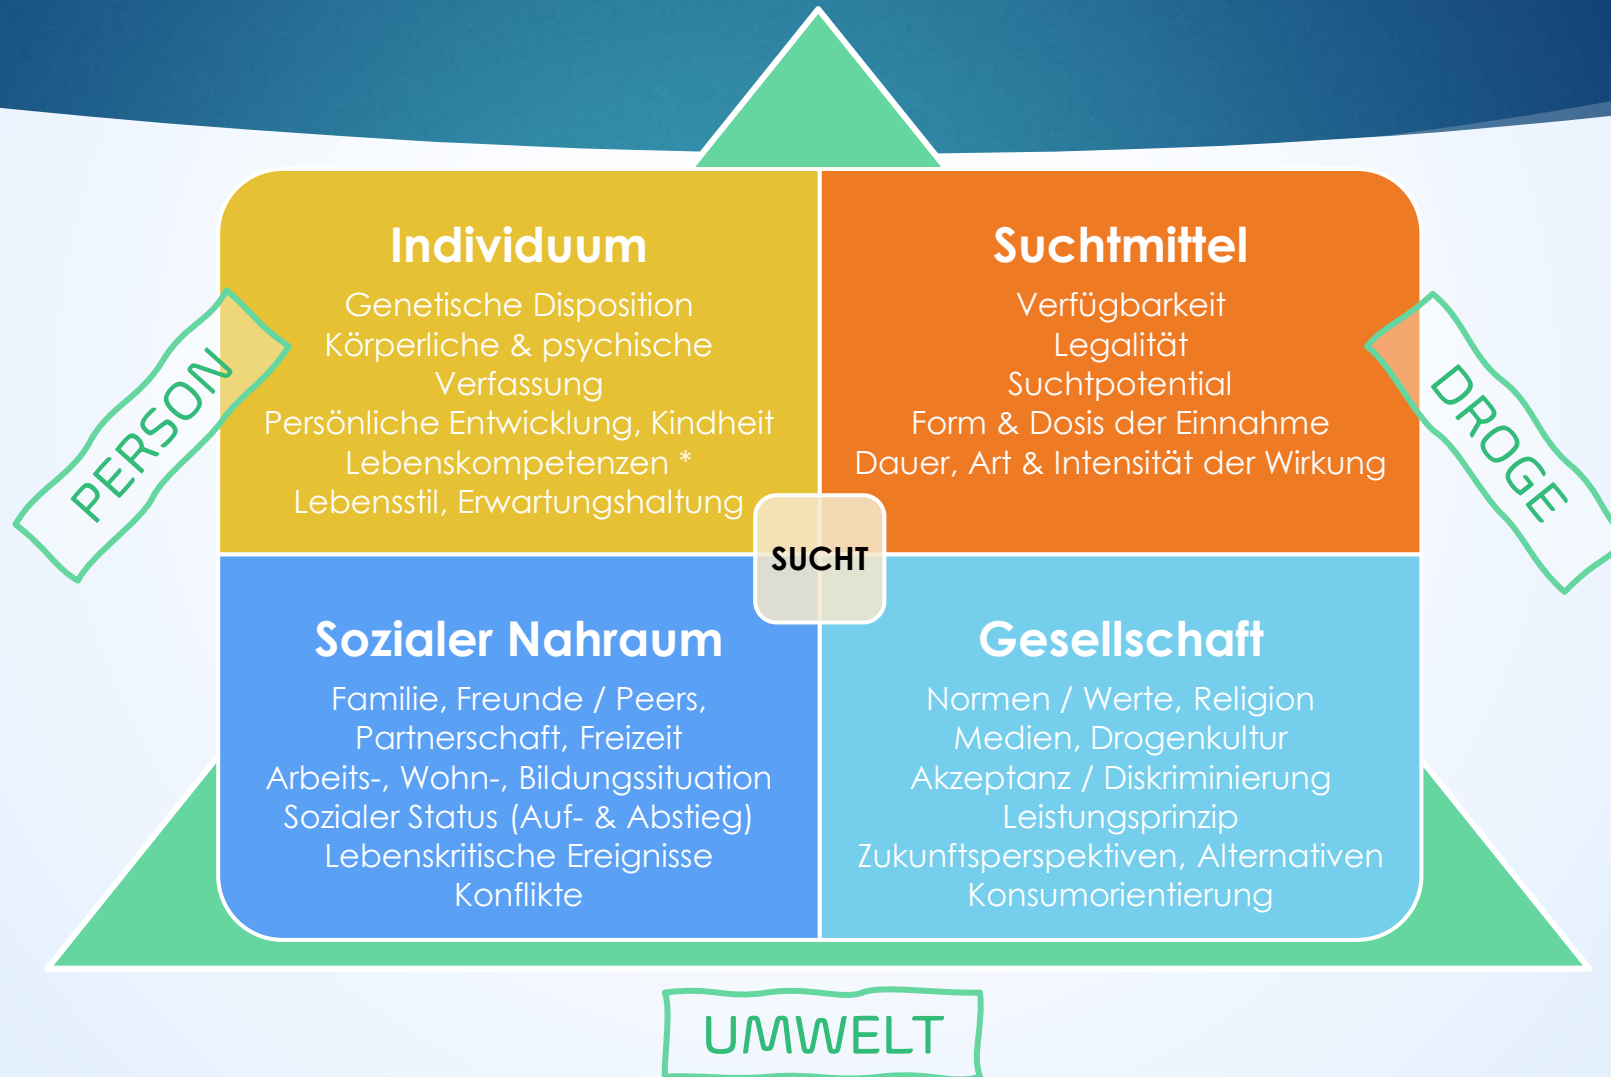 Individuum
Genetische Disposition
Körperliche & psychische
Verfassung
Persönliche Entwicklung, Kindheit
Lebenskompetenzen *
Lebensstil, Erwartungshaltung
Suchtmittel
Verfügbarkeit
Legalität
Suchtpotential
Form & Dosis der Einnahme
Dauer, Art & Intensität der Wirkung
PERSON
DROGE
SUCHT
Sozialer Nahraum
Familie, Freunde / Peers,
Partnerschaft, Freizeit
Arbeits-, Wohn-, Bildungssituation
Sozialer Status (Auf- & Abstieg)
Lebenskritische Ereignisse
Konflikte
Gesellschaft
Normen / Werte, Religion
Medien, Drogenkultur
Akzeptanz / Diskriminierung
Leistungsprinzip
Zukunftsperspektiven, Alternativen
Konsumorientierung
UMWELT